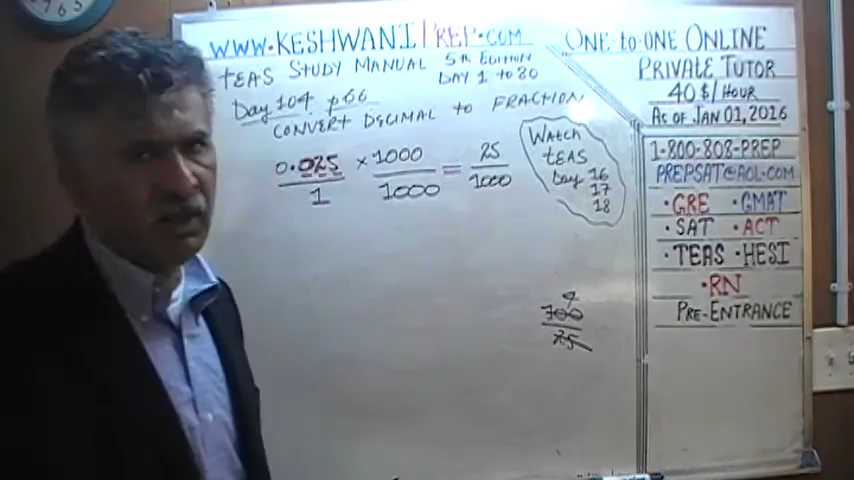 WWW.KESHWANIPREP.COM
TEAS STUDY MANUAL 5TH EDITION
DAY 1 TO 80
Day 104 p66
CONVERT DECIMAL TO FRACTION
0.025 × 1000 = 25
1 1000 1000
WATCH
TEAS
Day 16
17
18
4
100
25
ONE-TO-ONE ONLINE
PRIVATE TUTOR
40$/HOUR
AS OF JAN 01, 2016
1-800-808-PREP
PREPSAT@AOL.COM
•GRE •GMAT
•SAT •ACT
•TEAS •HESI
•RN
PRE-ENTRANCE